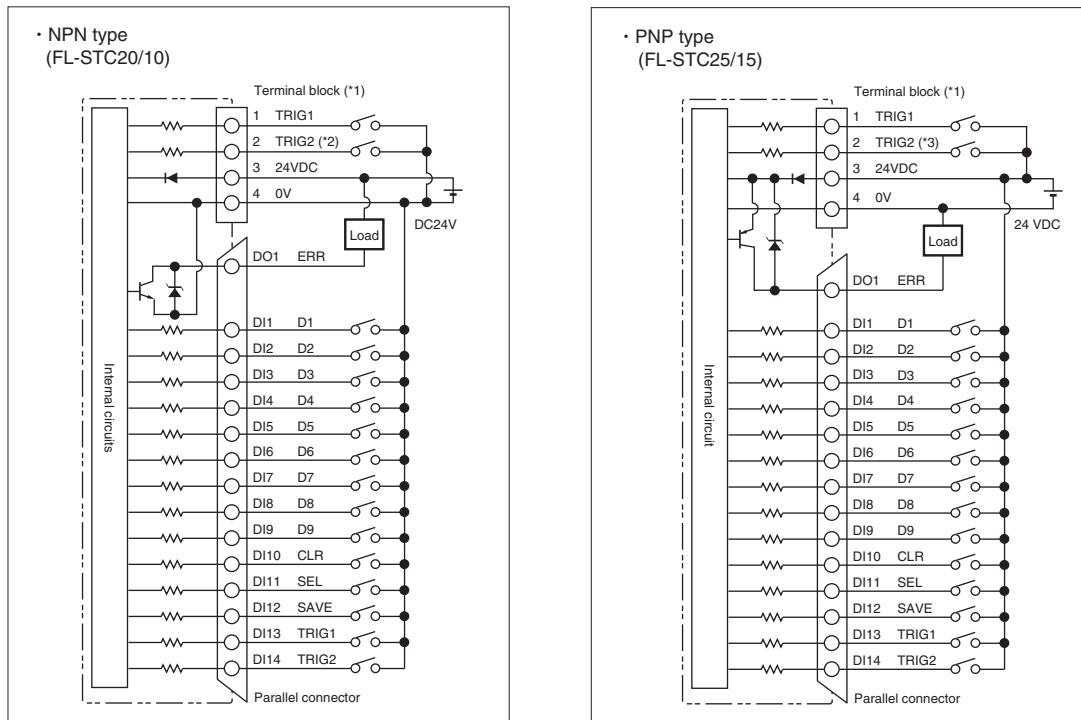 ・NPN type
(FL-STC20/10)
Terminal block (*1)
1 TRIG1
2 TRIG2 (*2)
3 24VDC
4 0V
DC24V
Load
DO1 ERR
DI1 D1
DI2 D2
DI3 D3
DI4 D4
DI5 D5
DI6 D6
DI7 D7
DI8 D8
DI9 D9
DI10 CLR
DI11 SEL
DI12 SAVE
DI13 TRIG1
DI14 TRIG2
Internal circuits
Parallel connector
・PNP type
(FL-STC25/15)
Terminal block (*1)
1 TRIG1
2 TRIG2 (*3)
3 24VDC
4 0V
24 VDC
Load
DO1 ERR
DI1 D1
DI2 D2
DI3 D3
DI4 D4
DI5 D5
DI6 D6
DI7 D7
DI8 D8
DI9 D9
DI10 CLR
DI11 SEL
DI12 SAVE
DI13 TRIG1
DI14 TRIG2
Internal circuit
Parallel connector